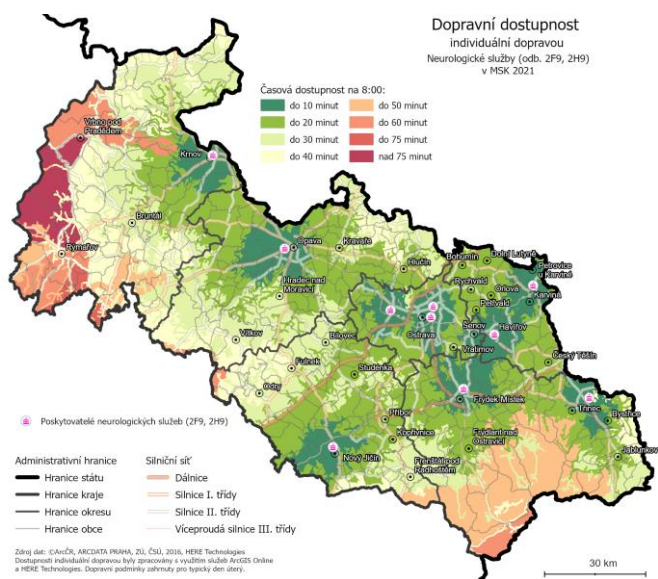 Dopravní dostupnost
individuální dopravou
Neurologické služby (odb. 2F9, 2H9)
v MSK 2021
Časová dostupnost na 8:00:
do 10 minut
do 20 minut
do 30 minut
do 40 minut
do 50 minut
do 60 minut
do 75 minut
nad 75 minut
Vrbno pod
Pradědem
Krnov
Bruntál
Rýmařov
Opava
Kravaře
Hlučín
Hradec nad
Moravicí
Bohumín
Dolní Lutyně
Petrovice
u Karviné
Rychvald
Orlová
Karviná
Petřvald
Ostrava
Šenov
Havířov
Vratimov
Český Těšín
Vítkov
Bílovec
Fulnek
Studénka
Odry
Příbor
Kopřivnice
Nový Jičín
Frenštát pod
Radhoštěm
Frýdek-Místek
Frýdlant nad
Ostravicí
Třinec
Bystřice
Jablunkov
Poskytovatelé neurologických služeb (2F9, 2H9)
Administrativní hranice
Hranice státu
Hranice kraje
Hranice okresu
Hranice obce
Silniční síť
Dálnice
Silnice I. třídy
Silnice II. třídy
Víceproudá silnice III. třídy
Zdroj dat: ©ArcČR, ARCDATA PRAHA, ZÚ, ČSÚ, 2016, HERE Technologies
Dostupnosti individuální dopravou byly zpracovány s využitím služeb ArcGIS Online
a HERE Technologies. Dopravní podmínky zahrnuty pro typický den úterý.
30 km